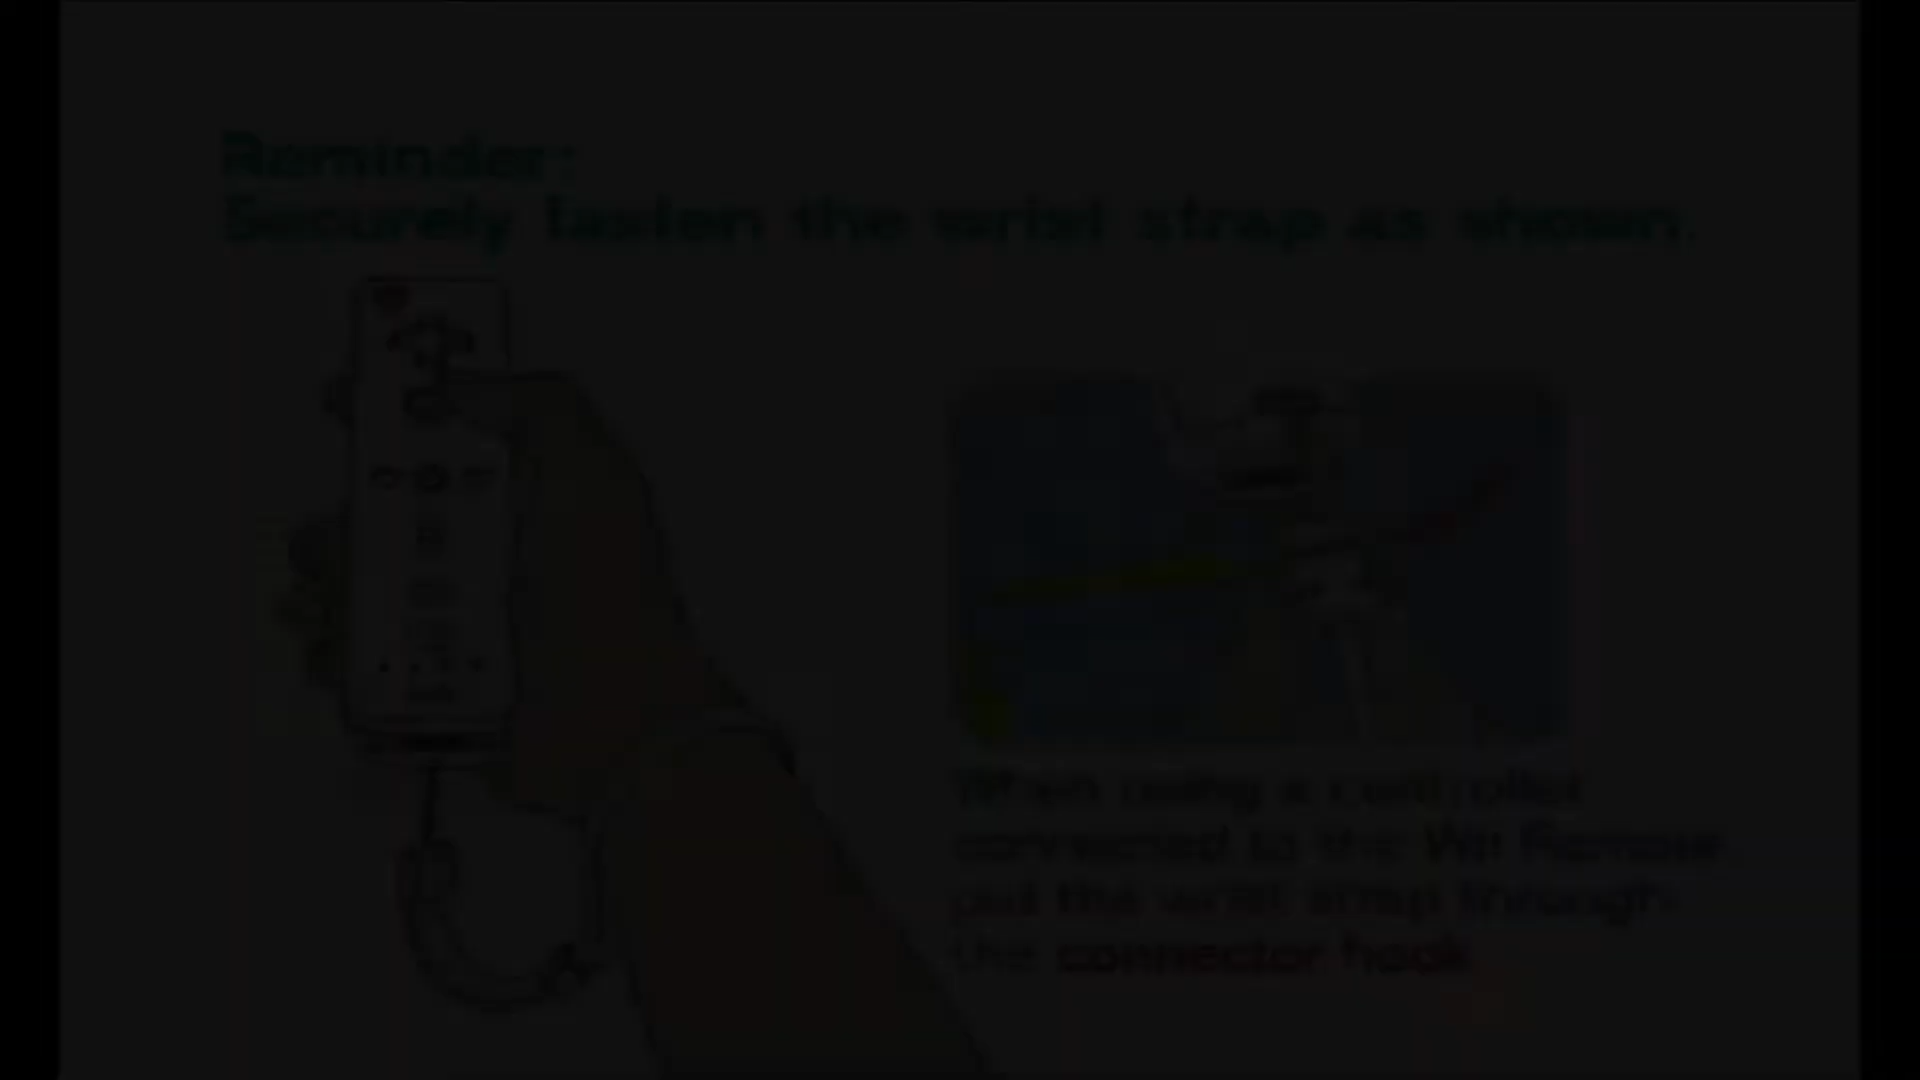 Reminder:
Securely fasten the wrist strap as shown.
When using a controller
connected to the Wii Remote,
put the wrist strap through
the connector hook.